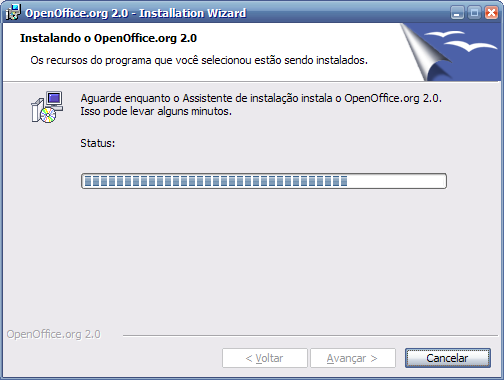 OpenOffice.org 2.0 - Installation Wizard
Instalando o OpenOffice.org 2.0
Os recursos do programa que você selecionou estão sendo instalados.
Aguarde enquanto o Assistente de instalação instala o OpenOffice.org 2.0.
Isso pode levar alguns minutos.
Status:
OpenOffice.org 2.0
< Voltar
Avançar >
Cancelar